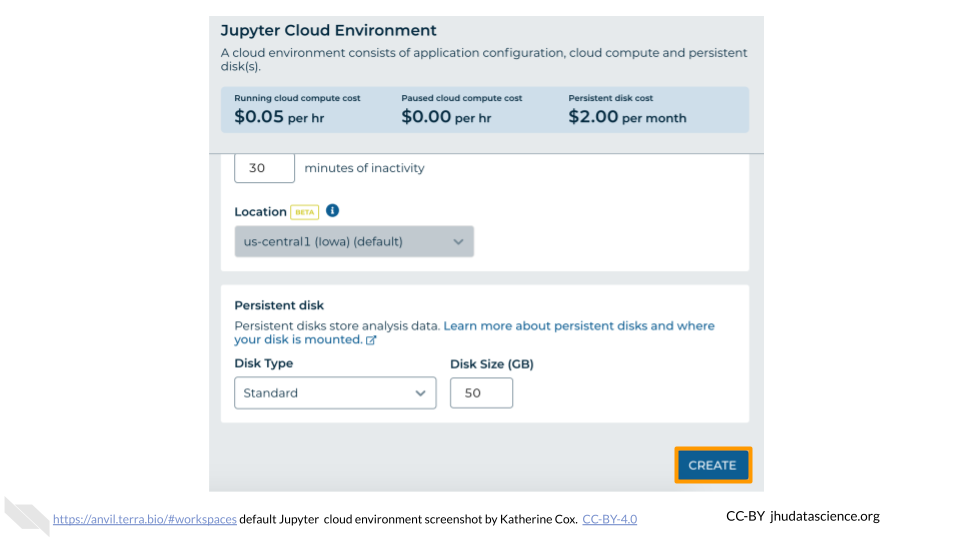 Jupyter Cloud Environment
A cloud environment consists of application configuration, cloud compute and persistent
disk(s).
Running cloud compute cost
$0.05 per hr
Paused cloud compute cost
$0.00 per hr
Persistent disk cost
$2.00 per month
30 minutes of inactivity
Location BETA i
us-central1 (Iowa) (default)
Persistent disk
Persistent disks store analysis data. Learn more about persistent disks and where
your disk is mounted.
Disk Type
Standard
Disk Size (GB)
50
CREATE
https://anvil.terra.bio/#workspaces default Jupyter cloud environment screenshot by Katherine Cox. CC-BY-4.0
CC-BY jhudatascience.org